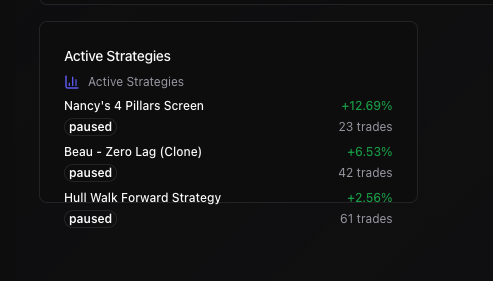 Active Strategies
Active Strategies
Nancy's 4 Pillars Screen +12.69%
paused 23 trades
Beau - Zero Lag (Clone) +6.53%
paused 42 trades
Hull Walk Forward Strategy +2.56%
paused 61 trades